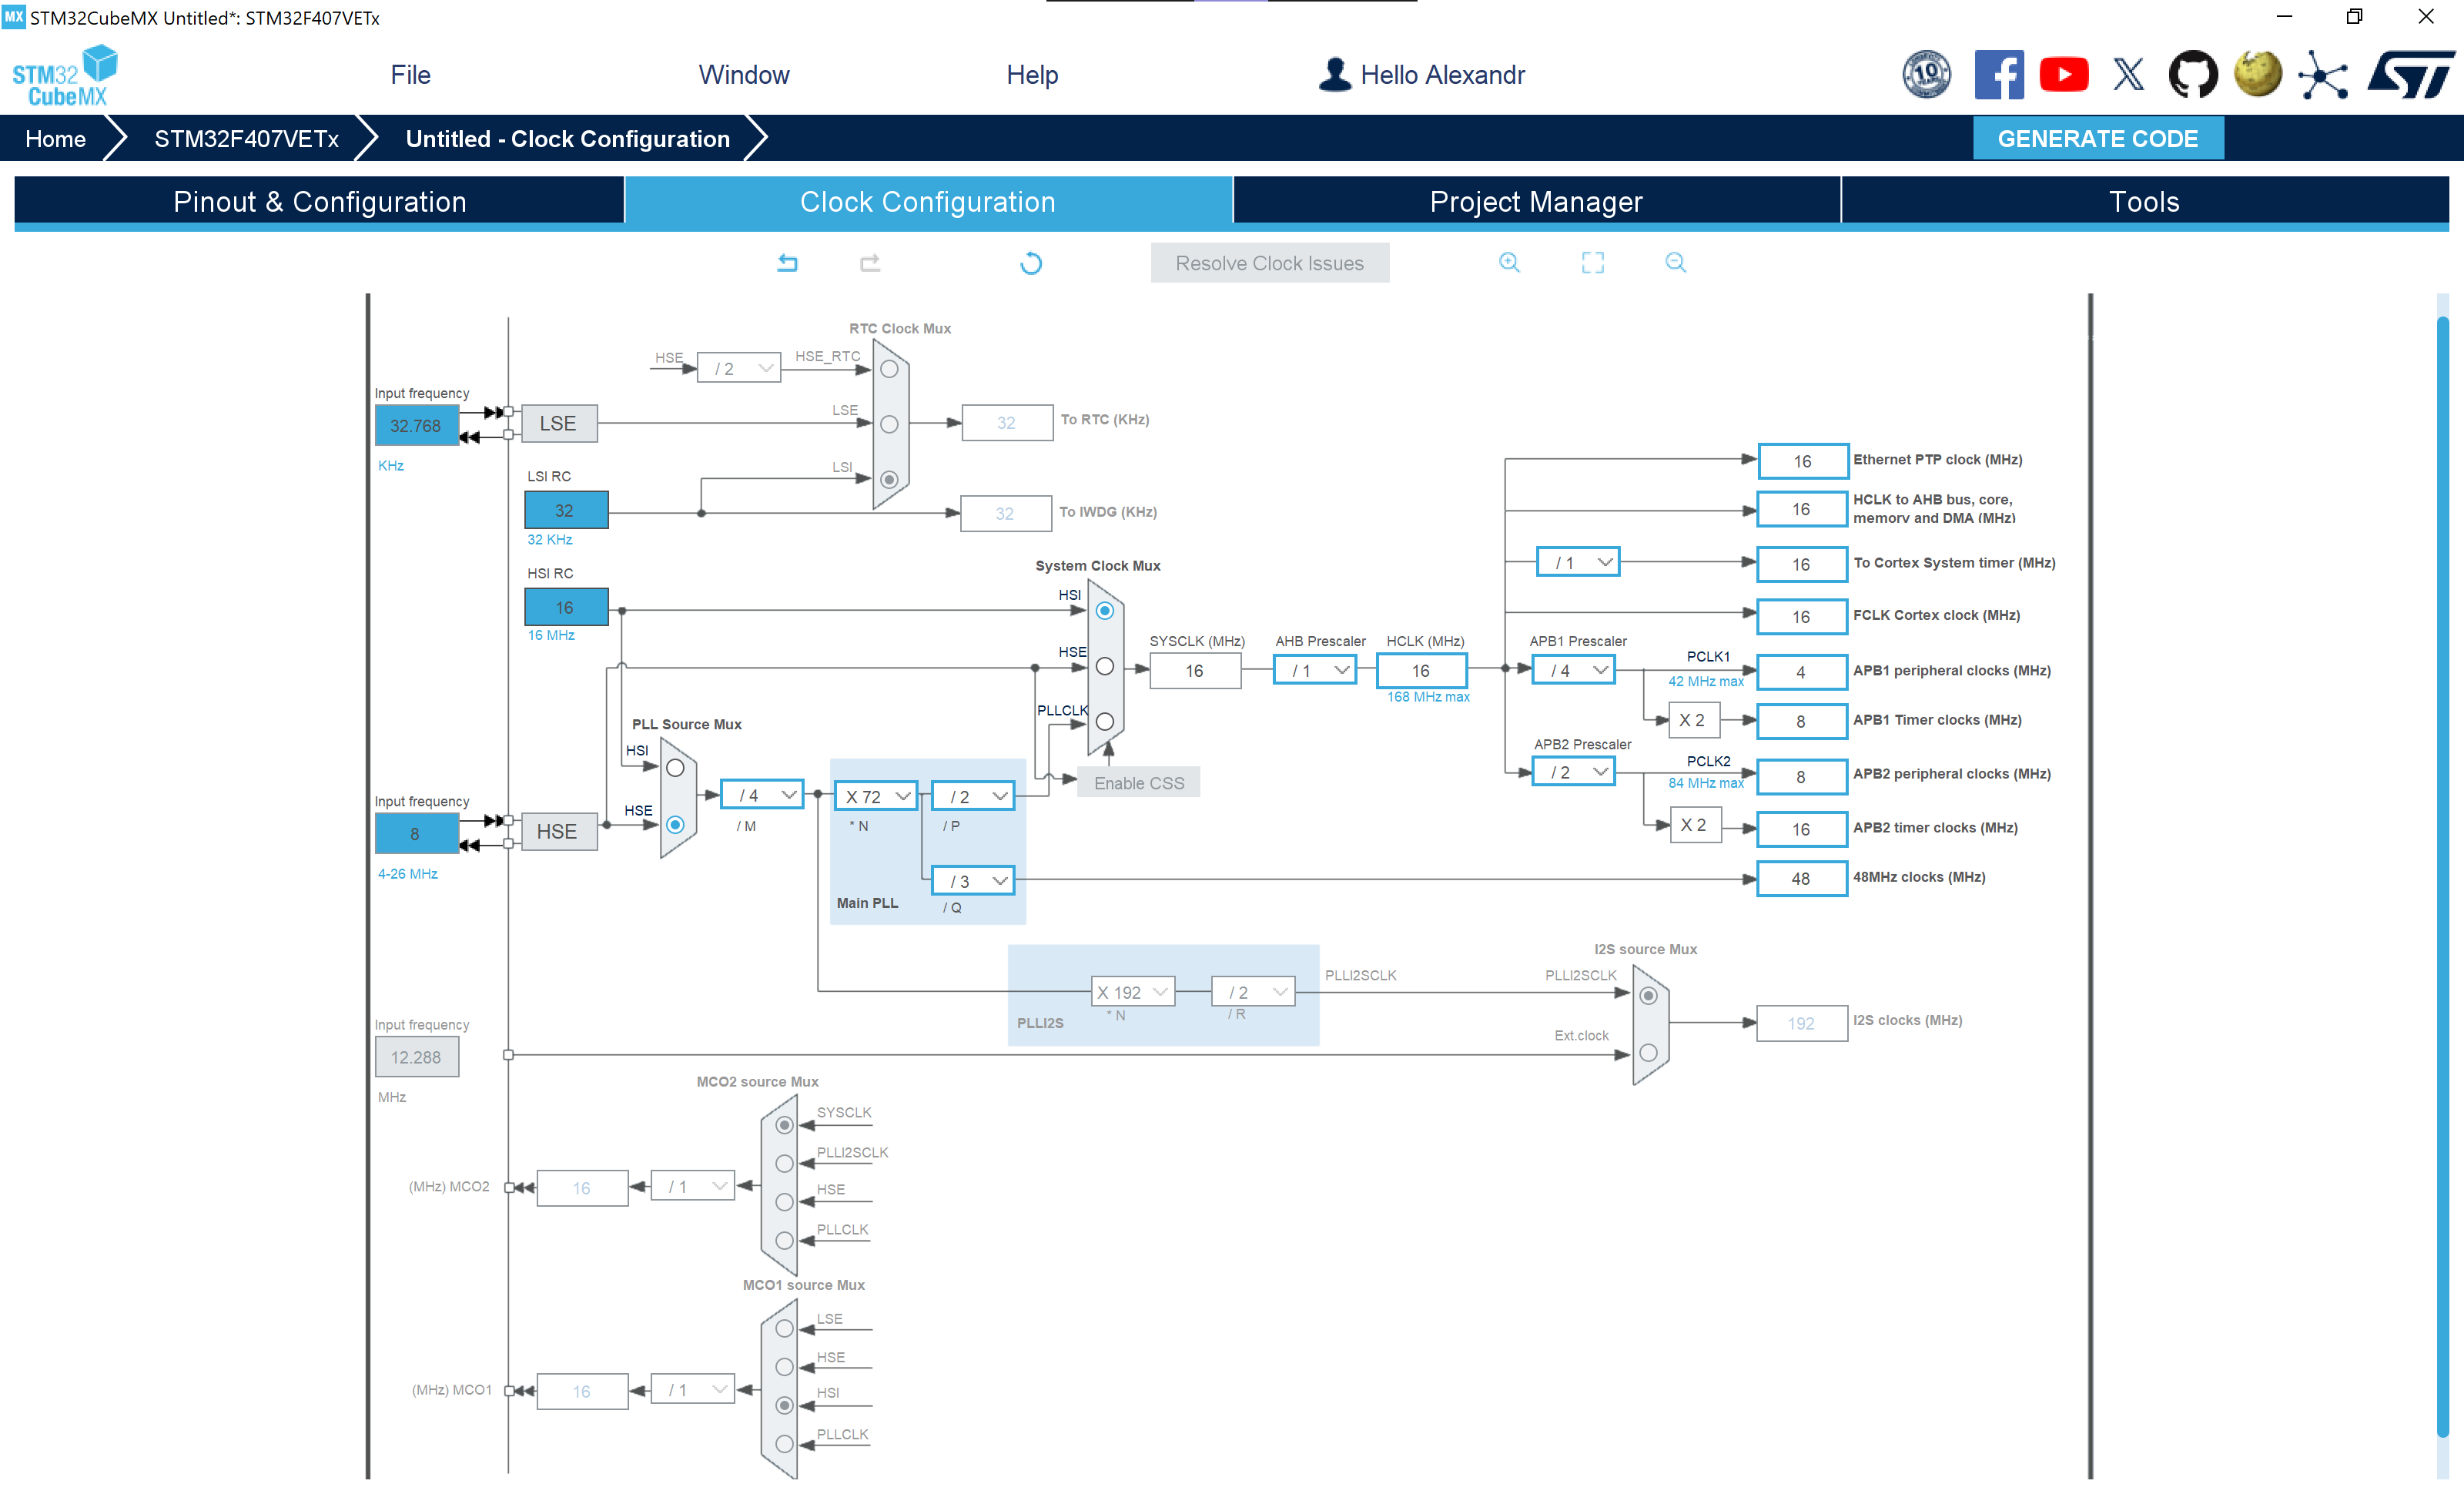 MX STM32CubeMX Untitled*: STM32F407VETx
STM32
CubeMX
File
Window
Help
Hello Alexandr
10
Home
STM32F407VETx
Untitled - Clock Configuration
GENERATE CODE
Pinout & Configuration
Clock Configuration
Project Manager
Tools
Resolve Clock Issues
RTC Clock Mux
HSE
/ 2
HSE_RTC
Input frequency
32.768
KHz
LSE
LSE
32
To RTC (KHz)
LSI
LSI RC
32
32 KHz
32
To IWDG (KHz)
16
Ethernet PTP clock (MHz)
16
HCLK to AHB bus, core,
memory and DMA (MHz)
/ 1
16
To Cortex System timer (MHz)
16
FCLK Cortex clock (MHz)
System Clock Mux
HSI RC
16
16 MHz
HSI
HSE
PLLCLK
SYSCLK (MHz)
16
AHB Prescaler
/ 1
HCLK (MHz)
16
168 MHz max
APB1 Prescaler
/ 4
PCLK1
42 MHz max
4
APB1 peripheral clocks (MHz)
X 2
8
APB1 Timer clocks (MHz)
APB2 Prescaler
/ 2
PCLK2
84 MHz max
8
APB2 peripheral clocks (MHz)
X 2
16
APB2 timer clocks (MHz)
48
48MHz clocks (MHz)
PLL Source Mux
HSI
HSE
Input frequency
8
4-26 MHz
HSE
/ 4
/ M
X 72
* N
/ 2
/ P
/ 3
/ Q
Main PLL
Enable CSS
PLLI2S
X 192
* N
/ 2
/ R
PLLI2SCLK
I2S source Mux
PLLI2SCLK
Ext.clock
192
I2S clocks (MHz)
Input frequency
12.288
MHz
MCO2 source Mux
SYSCLK
PLLI2SCLK
HSE
PLLCLK
(MHz) MCO2
16
/ 1
MCO1 source Mux
LSE
HSE
HSI
PLLCLK
(MHz) MCO1
16
/ 1